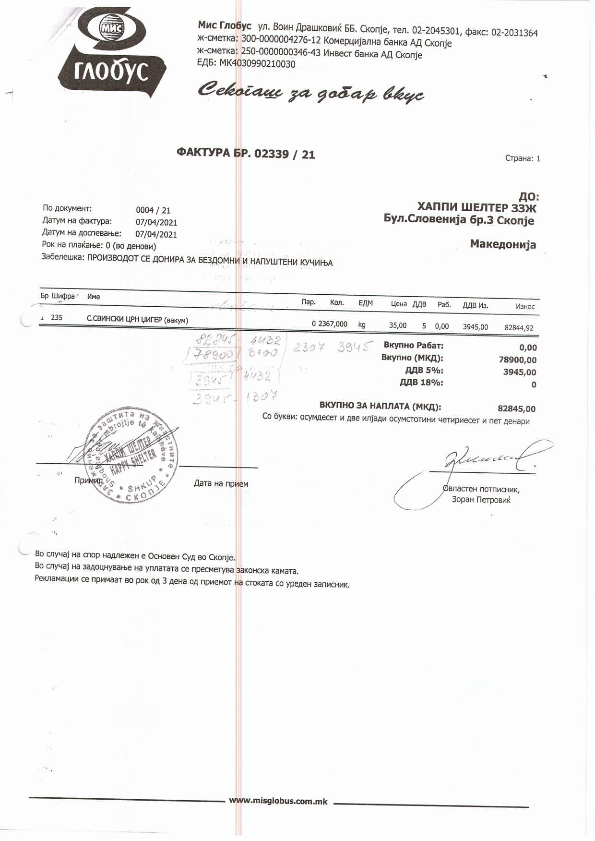 МИС
ГЛОБУС
Мис Глобус ул. Воин Драшковиќ ББ. Скопје, тел. 02-2045301, факс: 02-2031364
ж-сметка: 300-0000004276-12 Комерцијална банка АД Скопје
ж-сметка: 250-0000000346-43 Инвест банка АД Скопје
ЕДБ: МК4030990210030
Секогаш за добар вкус
ФАКТУРА БР. 02339 / 21
Страна: 1
ДО:
ХАППИ ШЕЛТЕР ЗЗЖ
Бул.Словенија бр.3 Скопје
Македонија
По документ: 0004 / 21
Датум на фактура: 07/04/2021
Датум на доспевање: 07/04/2021
Рок на плаќање: 0 (во денови)
Забелешка: ПРОИЗВОДОТ СЕ ДОНИРА ЗА БЕЗДОМНИ И НАПУШТЕНИ КУЧИЊА
Бр Шифра Име Пар. Кол. ЕДМ Цена ДДВ Раб. ДДВ Из. Износ
1 235 С.СВИНСКИ ЦРН ЏИГЕР (вакум) 0 2367,000 kg 35,00 5 0,00 3945,00 82844,92
82845 - 4432
78900 / 8000 2307 3945
3945 4432
3945 - 1307
Вкупно Рабат: 0,00
Вкупно (МКД): 78900,00
ДДВ 5%: 3945,00
ДДВ 18%: 0
ВКУПНО ЗА НАПЛАТА (МКД): 82845,00
Со букви: осумдесет и две илјади осумстотини четириесет и пет денари
ХАППИ ШЕЛТЕР
HAPPY SHELTER
SHKUP
СКОПЈЕ
Примил
Дата на прием
Овластен потписник,
Зоран Петровиќ
Во случај на спор надлежен е Основен Суд во Скопје.
Во случај на задоцнување на уплатата се пресметува законска камата.
Рекламации се примаат во рок од 3 дена од приемот на стоката со уреден записник.
www.misglobus.com.mk